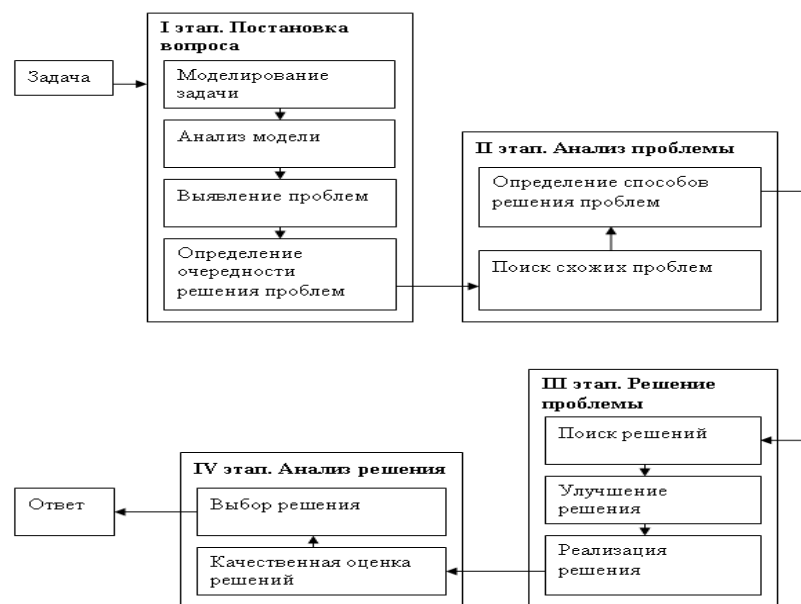 Задача
I этап. Постановка
вопроса
Моделирование
задачи
Анализ модели
Выявление проблем
Определение
очередности
решения проблем
II этап. Анализ проблемы
Определение способов
решения проблем
Поиск схожих проблем
III этап. Решение
проблемы
Поиск решений
Улучшение
решения
Реализация
решения
IV этап. Анализ решения
Выбор решения
Качественная оценка
решений
Ответ